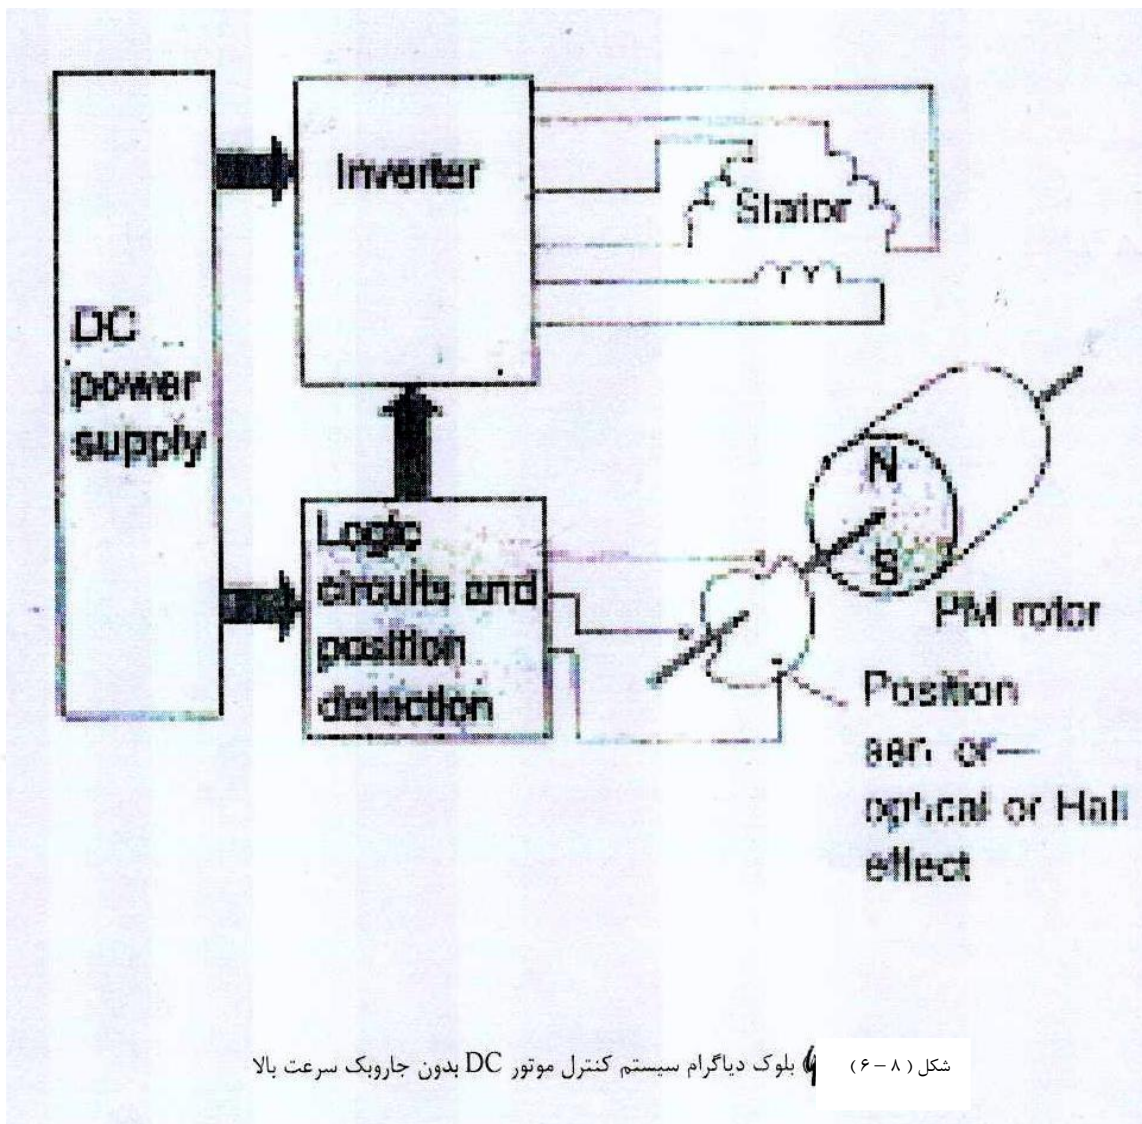 Inverter
Stator
DC
power
supply
Logic
circuits and
position
detection
N
S
PM rotor
Position
optical or Hall
effect
شکل ( ۸ – ۶ ) بلوک دیاگرام سیستم کنترل موتور DC بدون جاروبک سرعت بالا